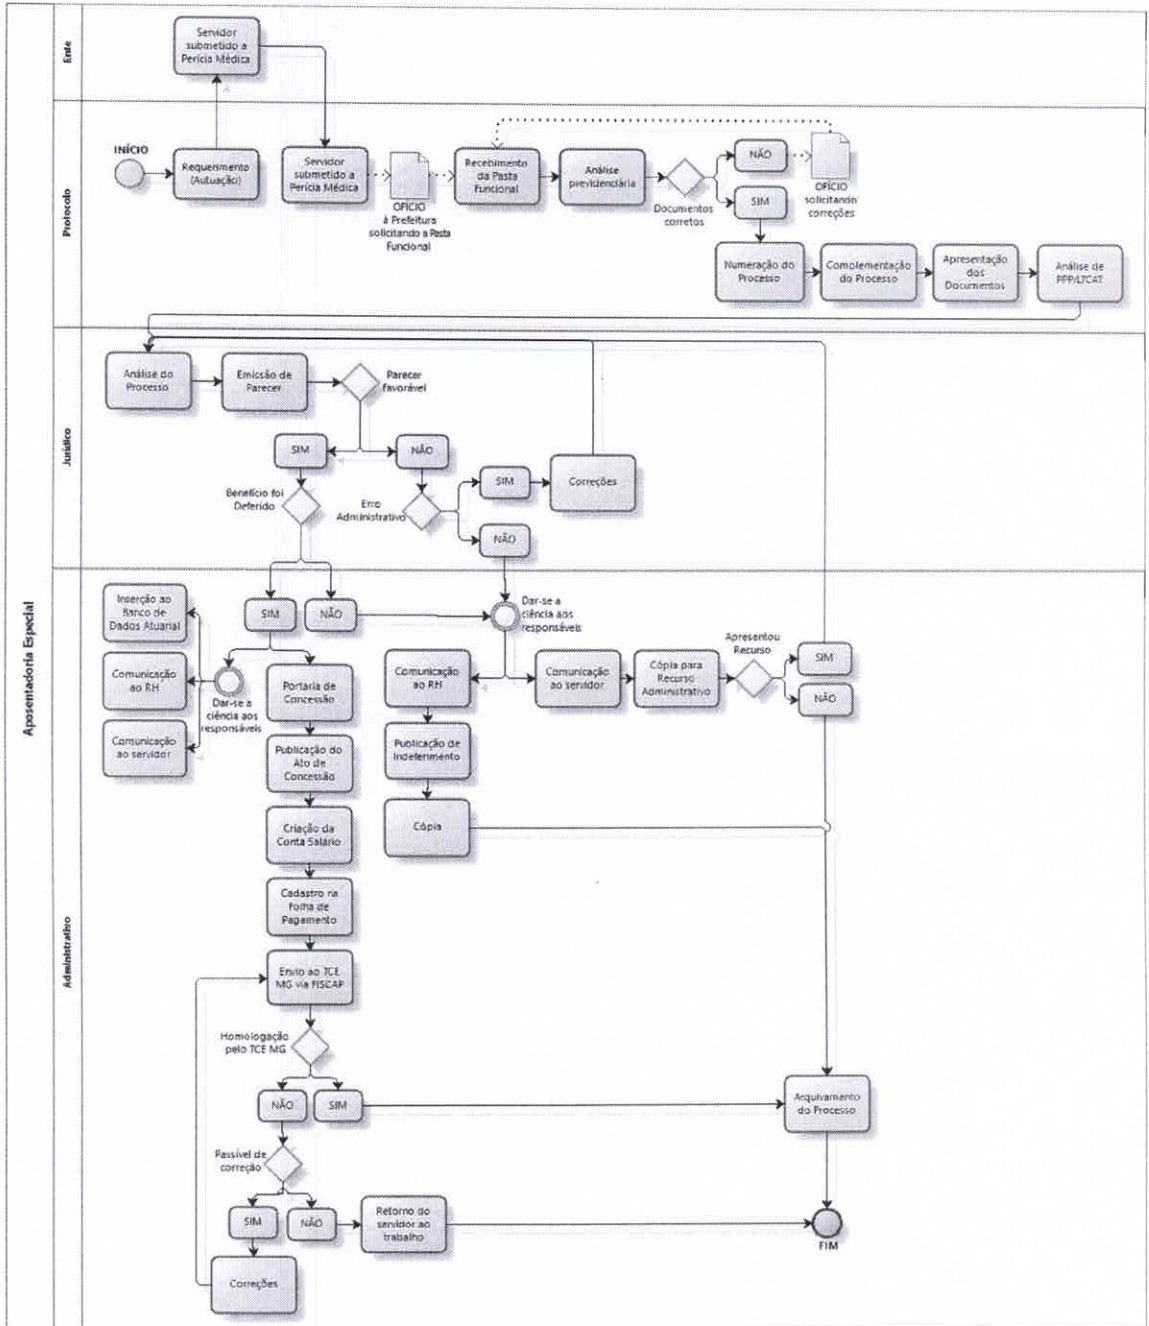 Aposentadoria Especial
Ente
Servidor
submetido a
Perícia Médica
Protocolo
INÍCIO
Requerimento
(Autuação)
Servidor
submetido a
Perícia Médica
OFÍCIO
à Prefeitura
solicitando a Pasta
Funcional
Recebimento
da Pasta
Funcional
Análise
previdenciária
Documentos
corretos
NÃO
SIM
OFÍCIO
solicitando
correções
Numeração do
Processo
Complementação
do Processo
Apresentação
dos
Documentos
Análise de
PPP/LTCAT
Jurídico
Análise do
Processo
Emissão de
Parecer
Parecer
favorável
SIM
NÃO
Benefício foi
Deferido
Erro
Administrativo
SIM
NÃO
Correções
Administrativo
Inserção ao
Banco de
Dados Atuarial
Comunicação
ao RH
Comunicação
ao servidor
SIM
NÃO
Dar-se a
ciência aos
responsáveis
Portaria de
Concessão
Publicação do
Ato de
Concessão
Criação da
Conta Salário
Cadastro na
Folha de
Pagamento
Envio ao TCE
MG via FISCAP
Homologação
pelo TCE MG
NÃO
SIM
Passível de
correção
SIM
NÃO
Correções
Retorno do
servidor ao
trabalho
Dar-se a
ciência aos
responsáveis
Comunicação
ao RH
Publicação de
Indeferimento
Cópia
Comunicação
ao servidor
Cópia para
Recurso
Administrativo
Apresentou
Recurso
SIM
NÃO
Arquivamento
do Processo
FIM